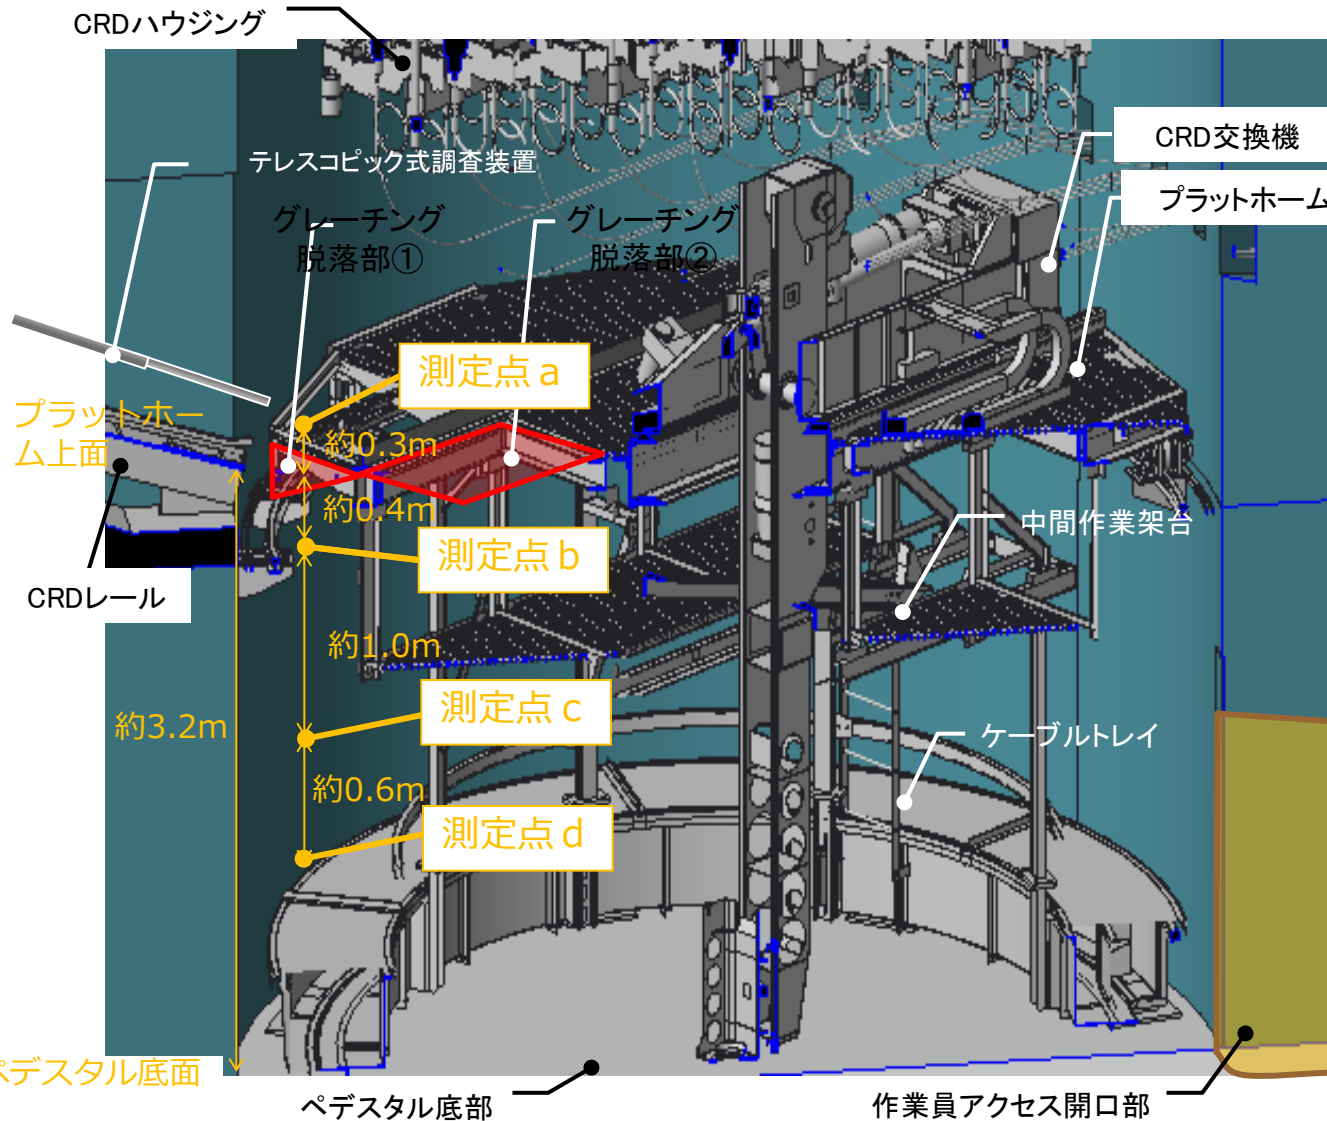 CRDハウジング
CRD交換機
テレスコピック式調査装置
プラットホーム
グレーチング
脱落部①
グレーチング
脱落部②
測定点a
プラットホー
ム上面
約0.3m
約0.4m
中間作業架台
測定点b
CRDレール
約1.0m
測定点c
約3.2m
ケーブルトレイ
約0.6m
測定点d
ペデスタル底面
ペデスタル底部
作業員アクセス開口部